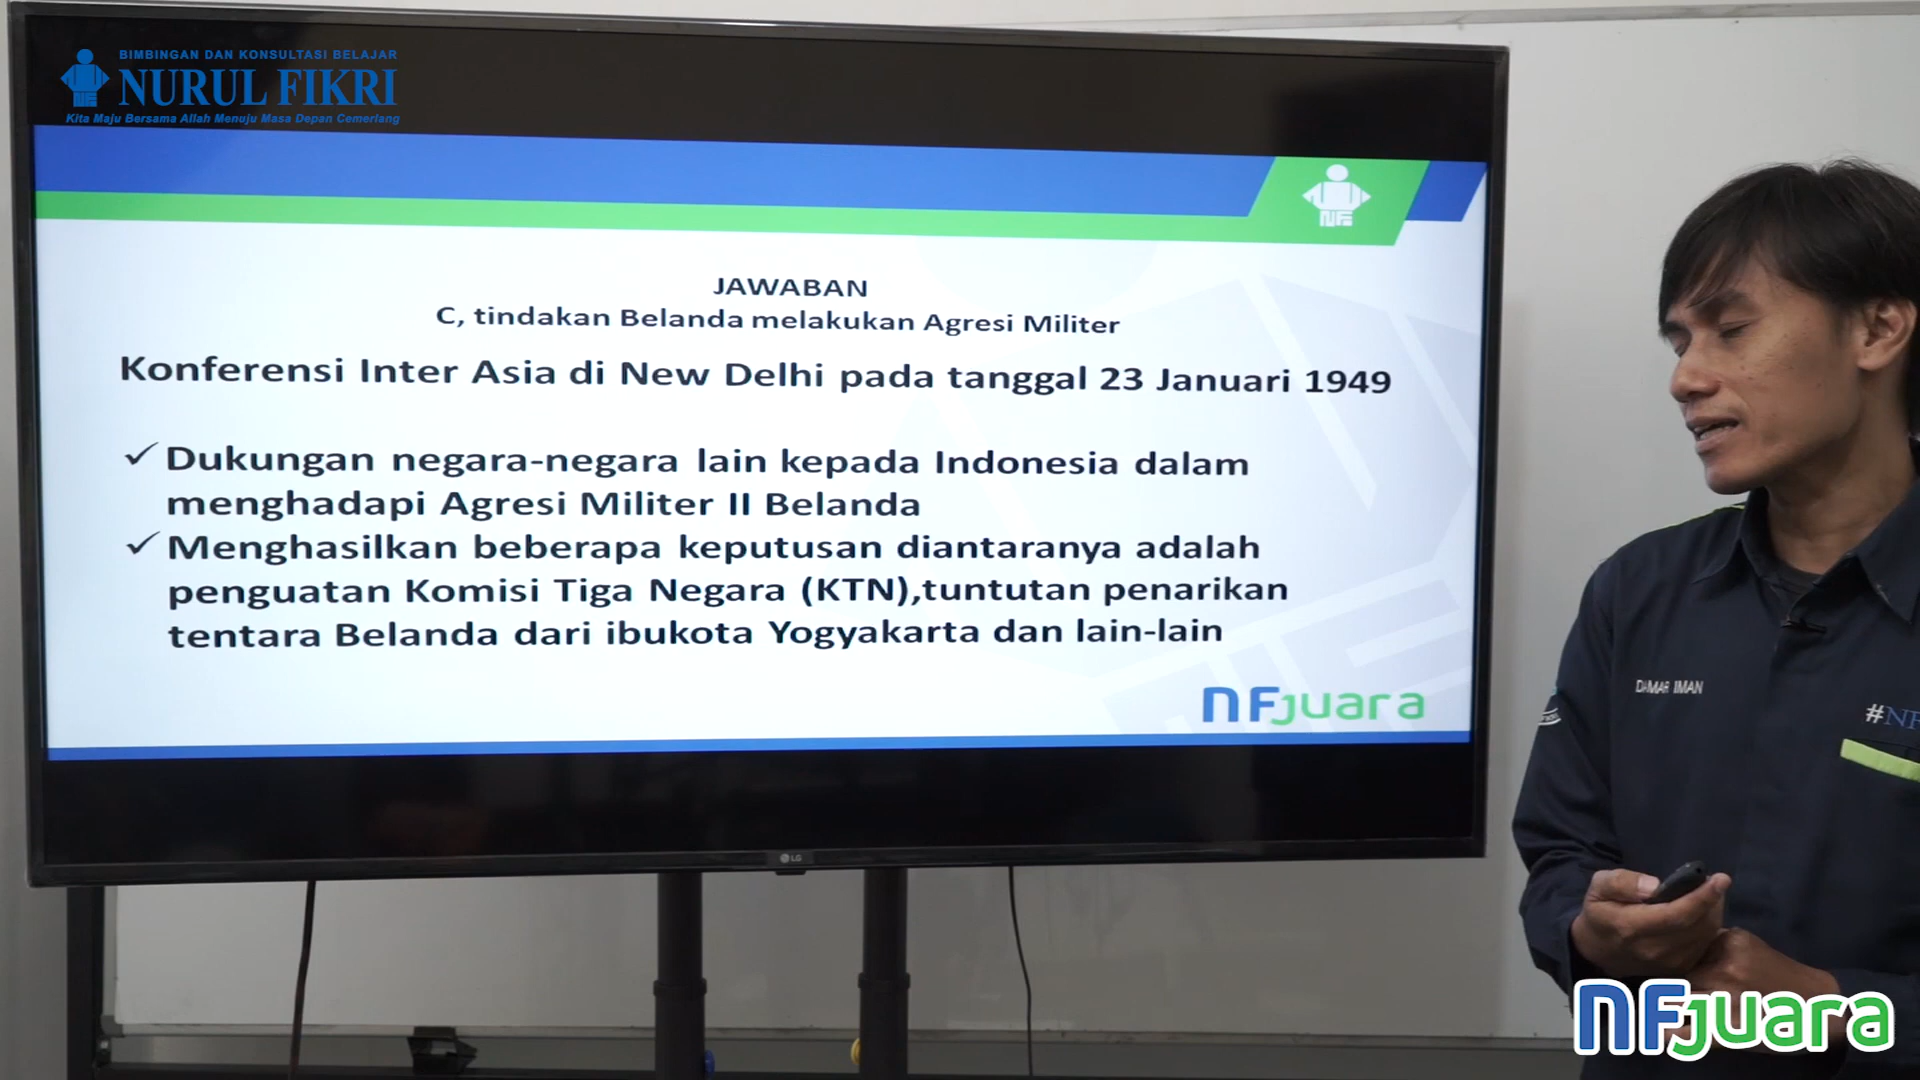 BIMBINGAN DAN KONSULTASI BELAJAR
NURUL FIKRI
Kita Maju Bersama Allah Menuju Masa Depan Cemerlang
NF
JAWABAN
C, tindakan Belanda melakukan Agresi Militer
Konferensi Inter Asia di New Delhi pada tanggal 23 Januari 1949
✓ Dukungan negara-negara lain kepada Indonesia dalam
menghadapi Agresi Militer II Belanda
✓ Menghasilkan beberapa keputusan diantaranya adalah
penguatan Komisi Tiga Negara (KTN),tuntutan penarikan
tentara Belanda dari ibukota Yogyakarta dan lain-lain
NFjuara
LG
DAMAR IMAN
#NF
NFjuara